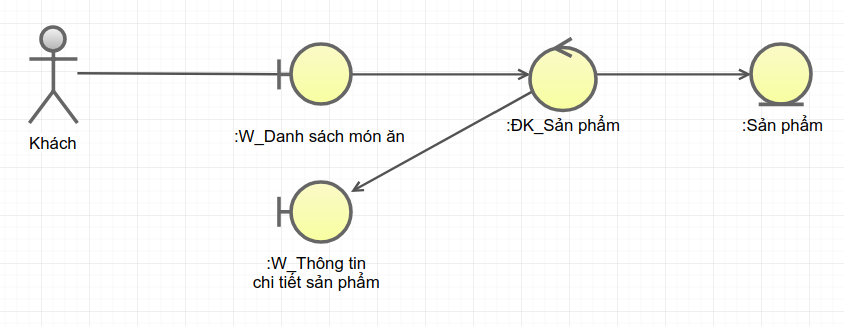 Khách
:W_Danh sách món ăn
:ĐK_Sản phẩm
:Sản phẩm
:W_Thông tin
chi tiết sản phẩm